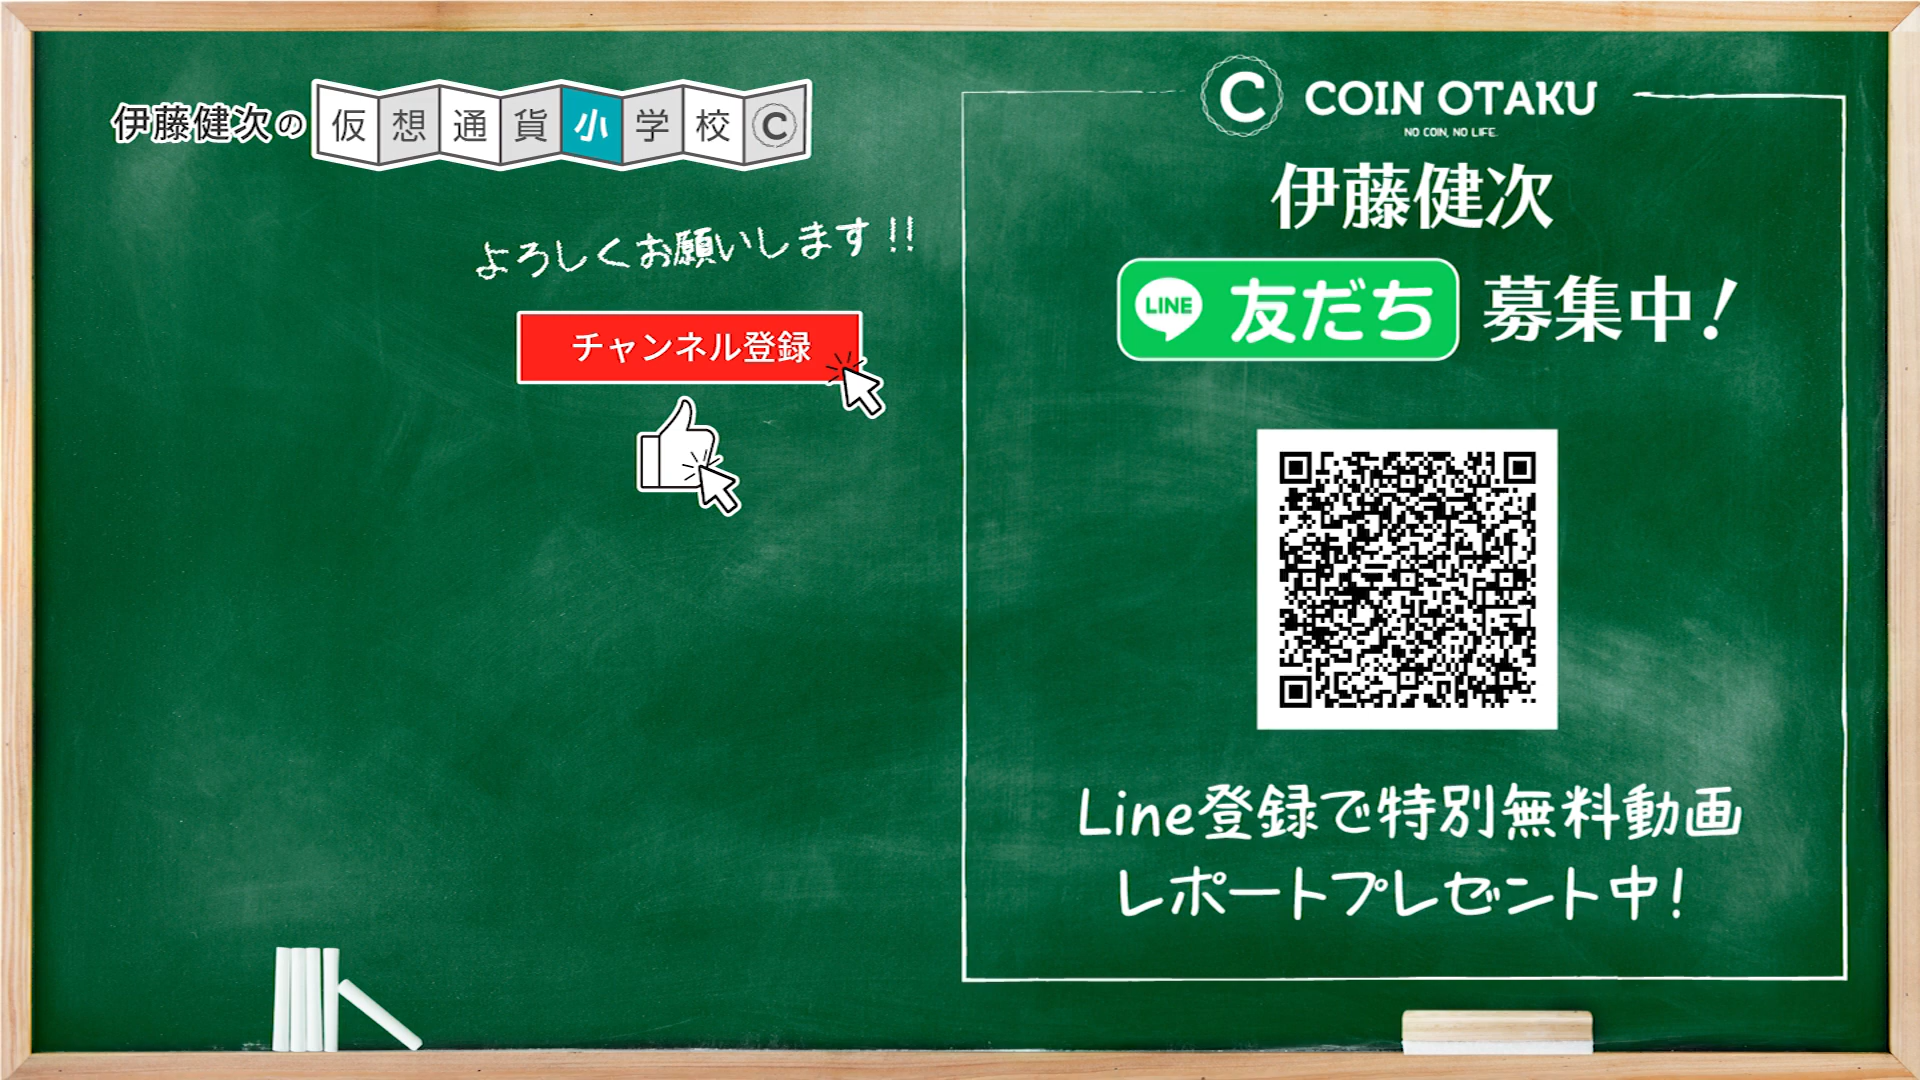 伊藤健次の 仮想通貨小学校 C
よろしくお願いします!!
チャンネル登録
C COIN OTAKU
NO COIN, NO LIFE.
伊藤健次
LINE 友だち 募集中!
Line登録で特別無料動画
レポートプレゼント中!